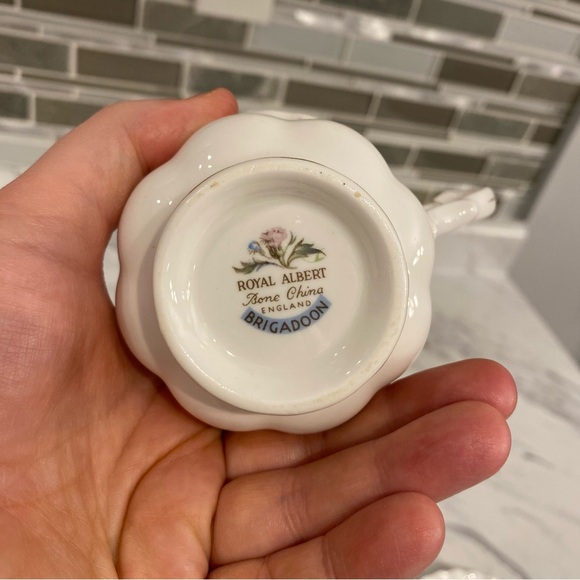 ROYAL ALBERT
Bone China
ENGLAND
BRIGADOON